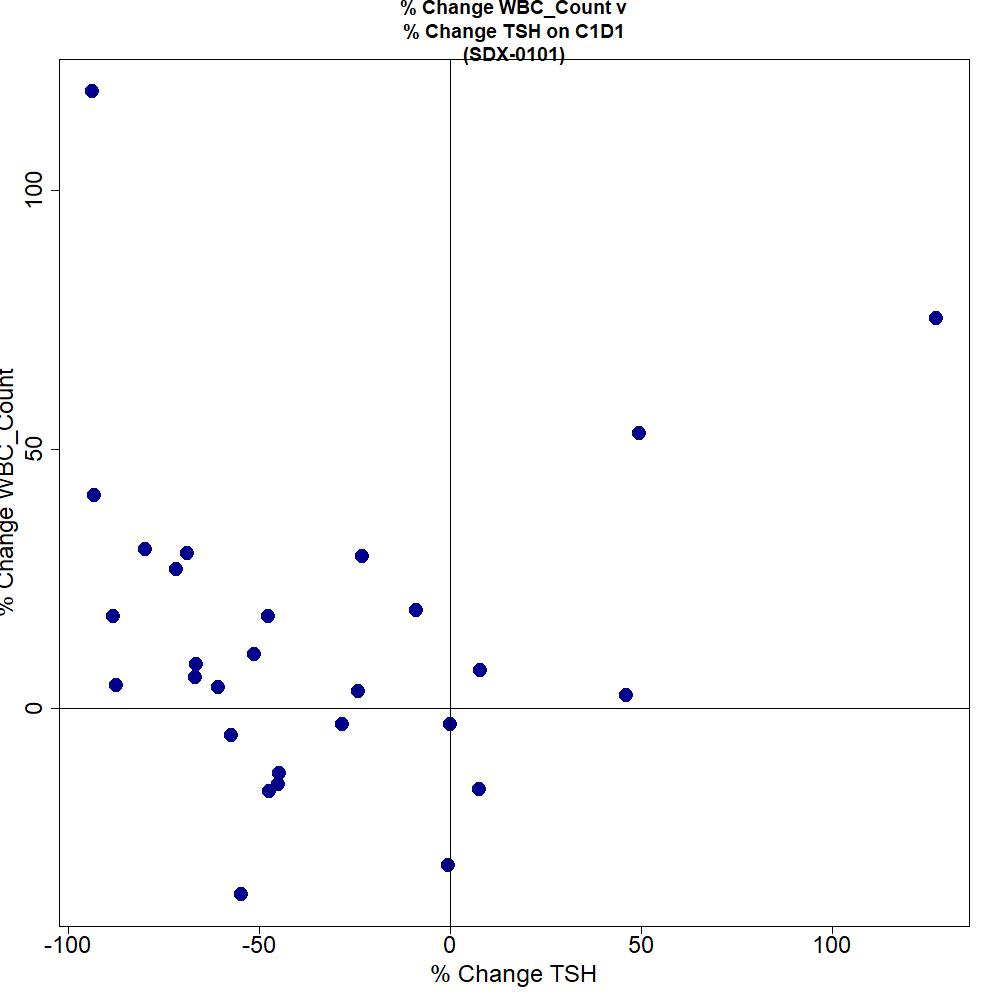 % Change WBC_Count v
% Change TSH on C1D1
(SDX-0101)
100
50
0
% Change WBC_Count
-100
-50
0
50
100
% Change TSH